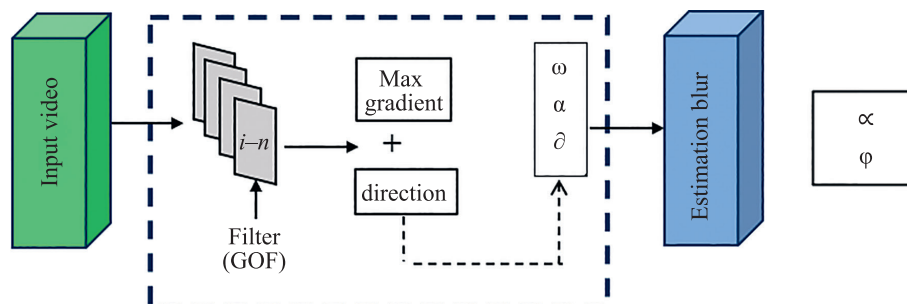 Input video
i–n
Filter
(GOF)
Max
gradient
+
direction
ω
α
∂
Estimation blur
∝
φ